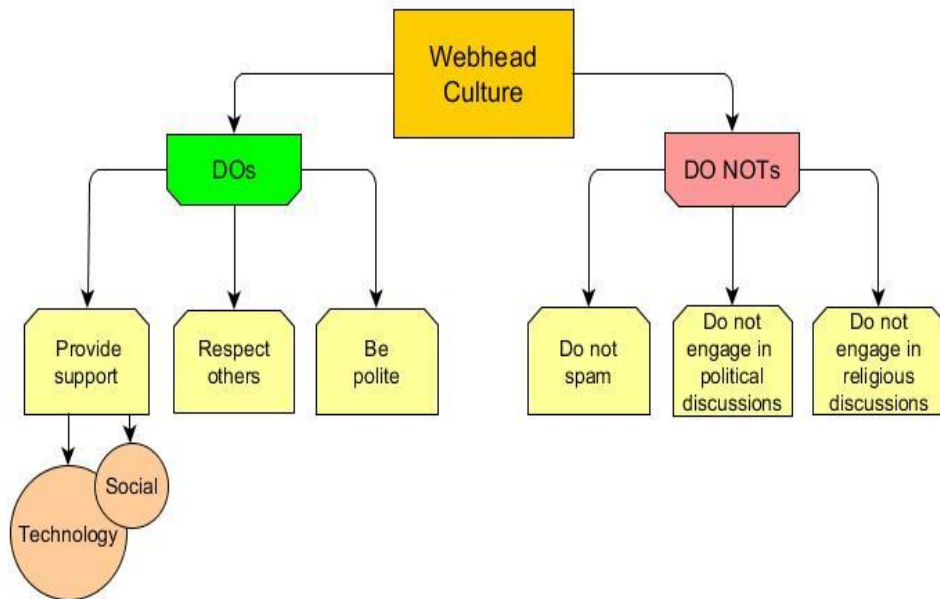 Webhead
Culture
DOs
DO NOTs
Provide
support
Respect
others
Be
polite
Do not
spam
Do not
engage in
political
discussions
Do not
engage in
religious
discussions
Social
Technology